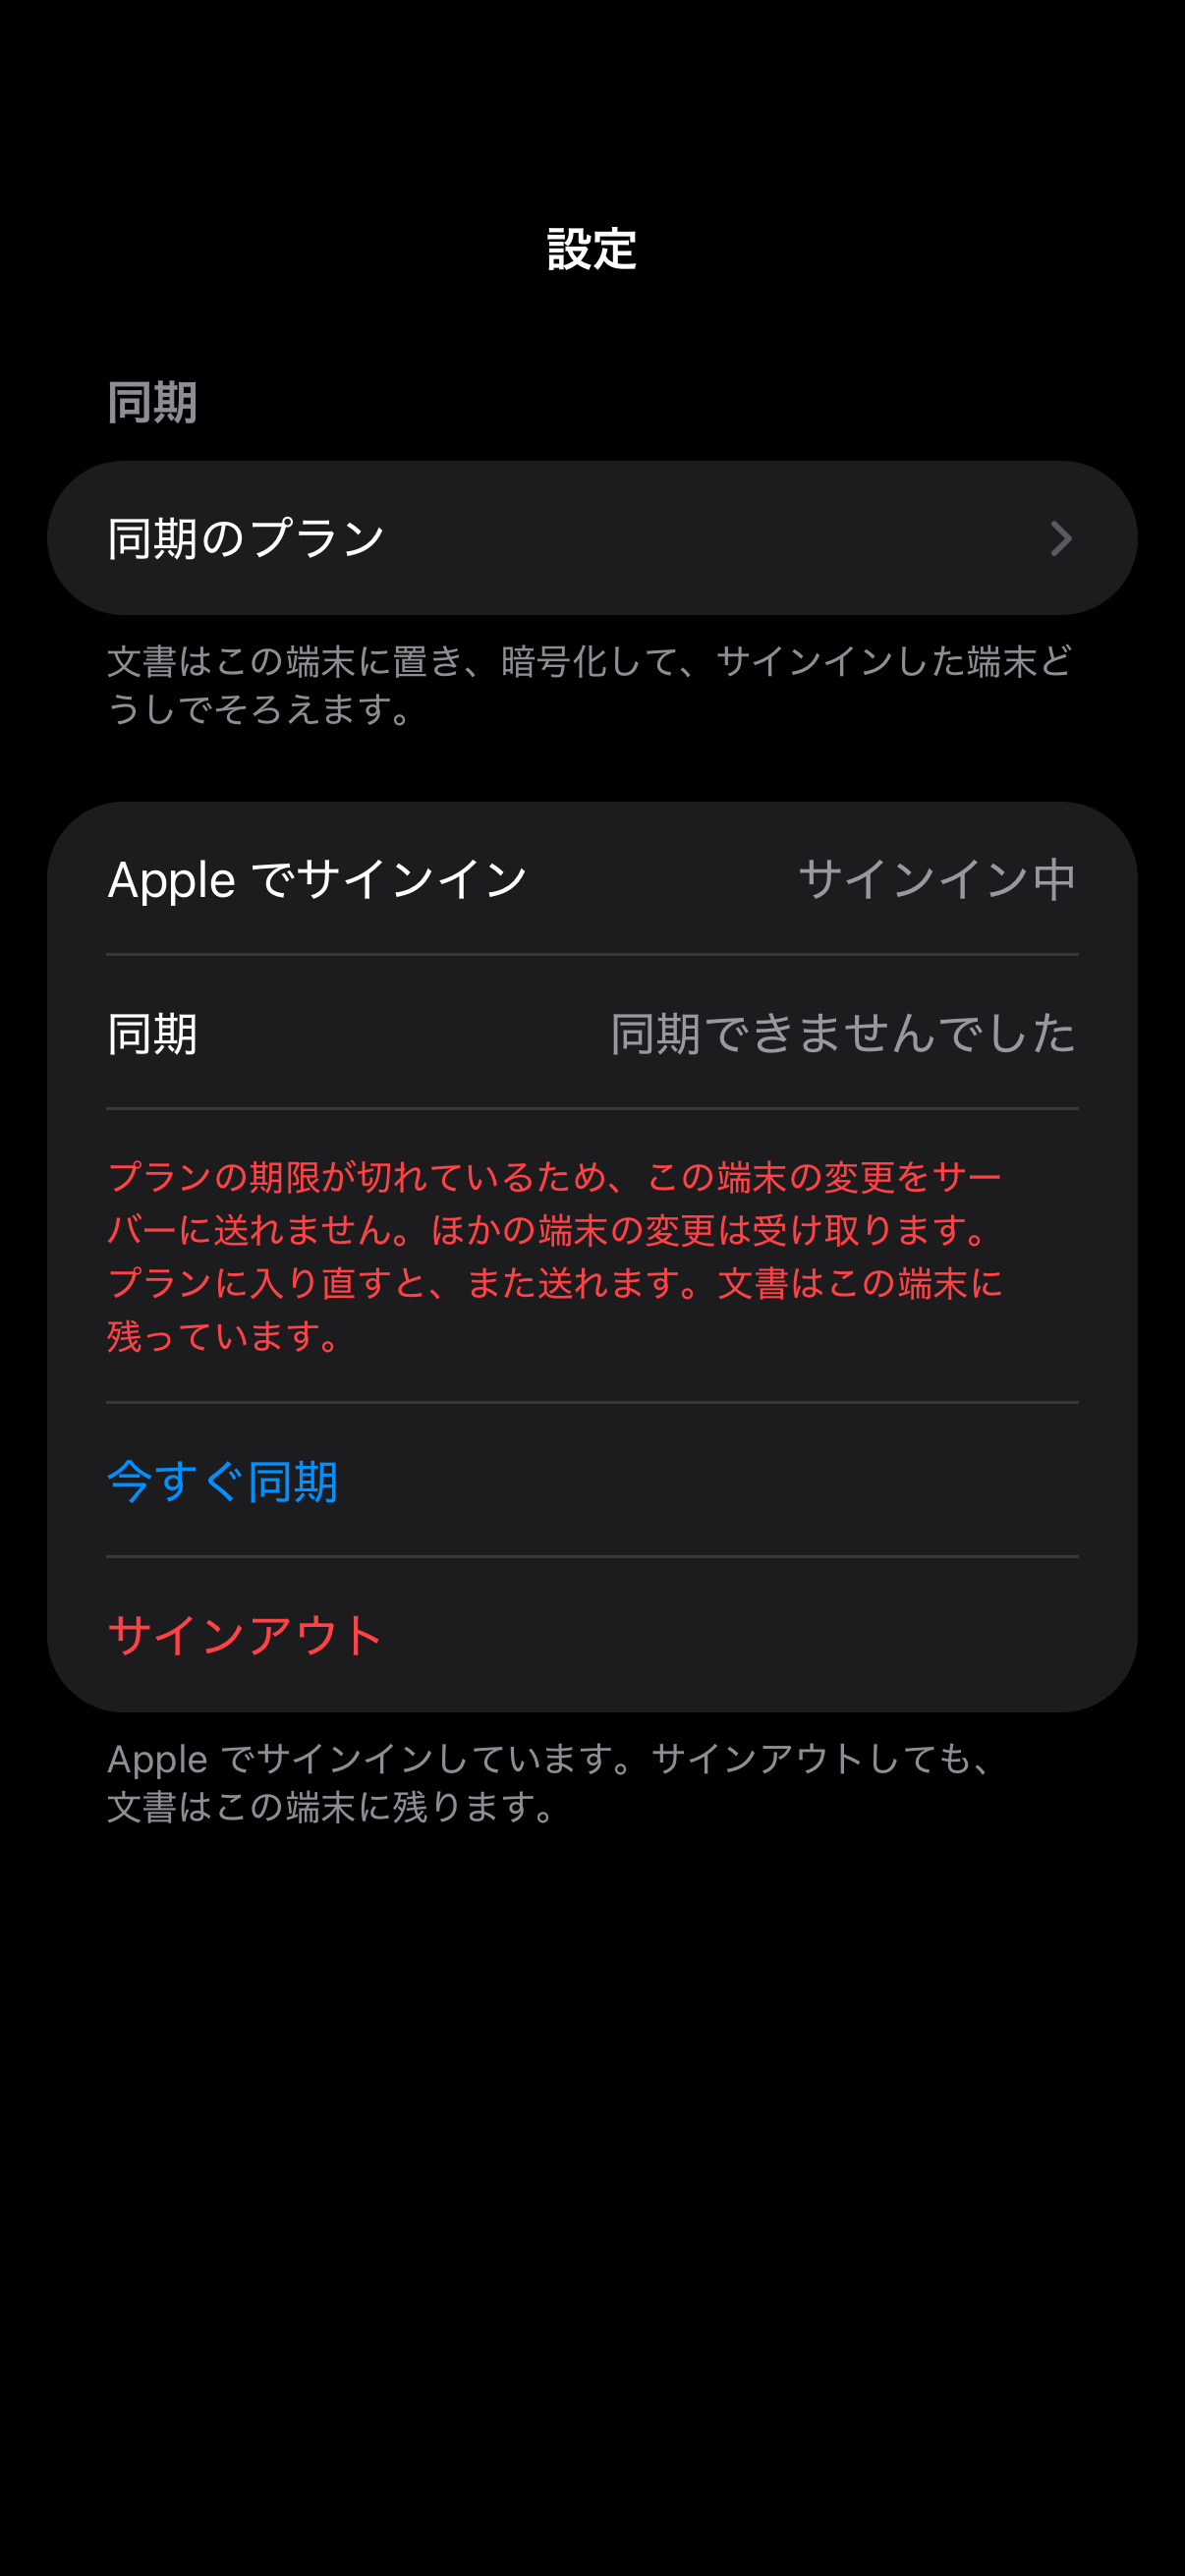 設定
同期
同期のプラン
文書はこの端末に置き、暗号化して、サインインした端末ど
うしでそろえます。
Apple でサインイン
サインイン中
同期
同期できませんでした
プランの期限が切れているため、この端末の変更をサー
バーに送れません。ほかの端末の変更は受け取ります。
プランに入り直すと、また送れます。文書はこの端末に
残っています。
今すぐ同期
サインアウト
Apple でサインインしています。サインアウトしても、
文書はこの端末に残ります。